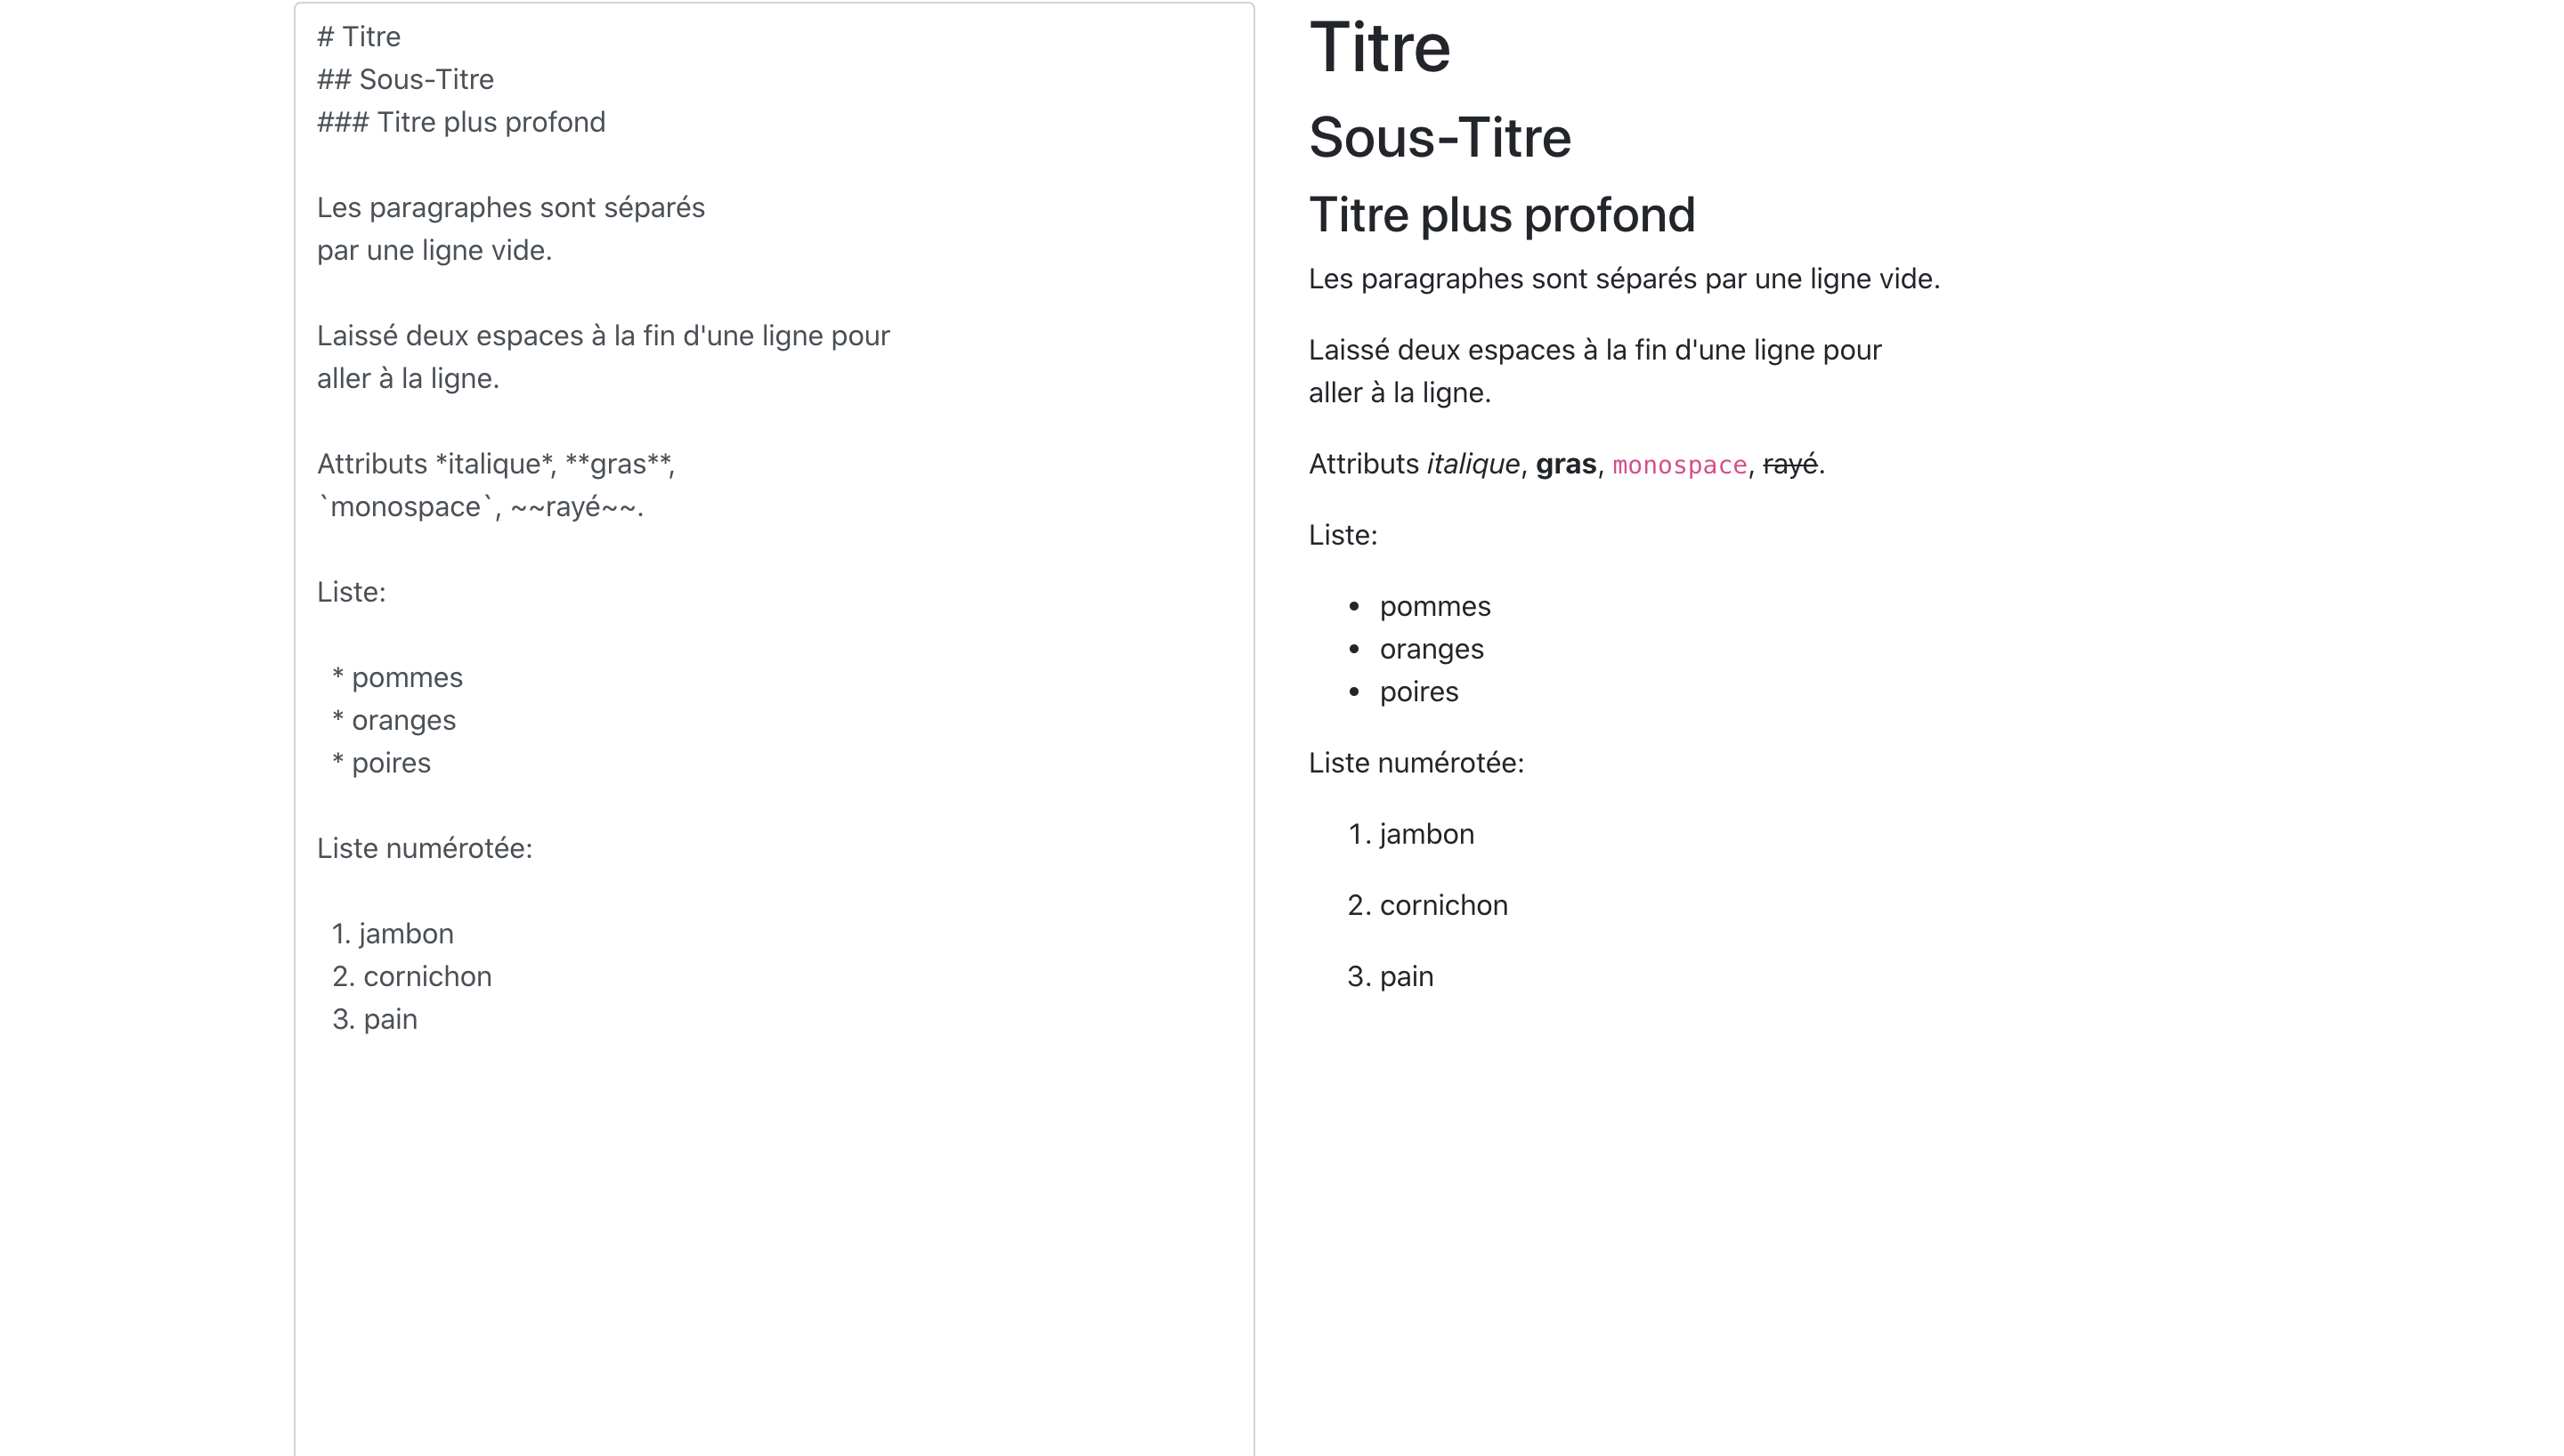 # Titre
## Sous-Titre
### Titre plus profond
Les paragraphes sont séparés
par une ligne vide.
Laissé deux espaces à la fin d'une ligne pour
aller à la ligne.
Attributs *italique*, **gras**,
`monospace`, ~~rayé~~.
Liste:
* pommes
* oranges
* poires
Liste numérotée:
1. jambon
2. cornichon
3. pain
Titre
Sous-Titre
Titre plus profond
Les paragraphes sont séparés par une ligne vide.
Laissé deux espaces à la fin d'une ligne pour
aller à la ligne.
Attributs italique, gras, monospace, rayé.
Liste:
• pommes
• oranges
• poires
Liste numérotée:
1. jambon
2. cornichon
3. pain